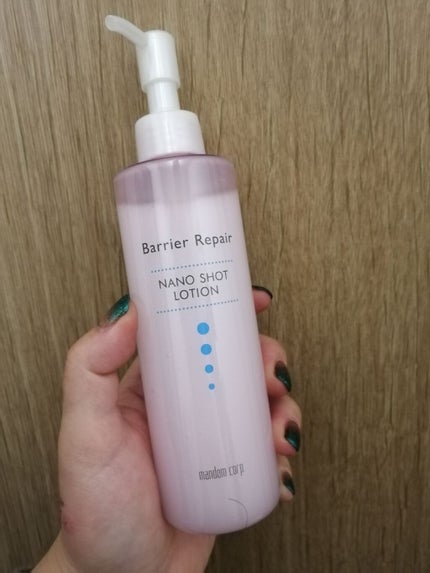 Barrier Repair
NANO SHOT
LOTION
mandom corp